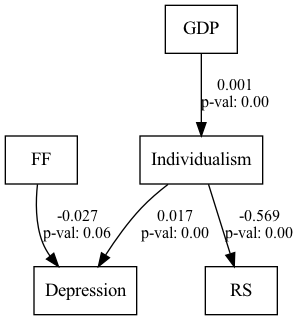 GDP
0.001
p-val: 0.00
FF
Individualism
-0.027
p-val: 0.06
0.017
p-val: 0.00
-0.569
p-val: 0.00
Depression
RS